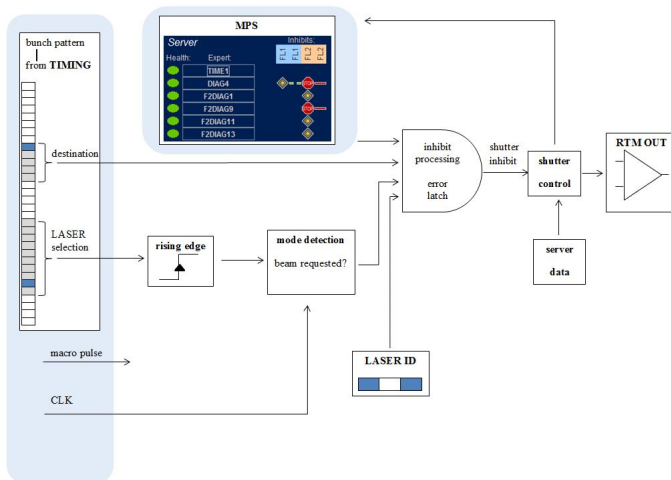 bunch pattern
from TIMING
destination
LASER
selection
macro pulse
CLK
MPS
Server
Inhibits:
FL1 FL1 FL2 FL2
Health: Expert:
TIME1
DIAG4
STOP
F2DIAG1
F2DIAG9
STOP
F2DIAG11
F2DIAG13
rising edge
mode detection
beam requested?
LASER ID
inhibit
processing
error
latch
shutter
inhibit
shutter
control
server
data
RTM OUT